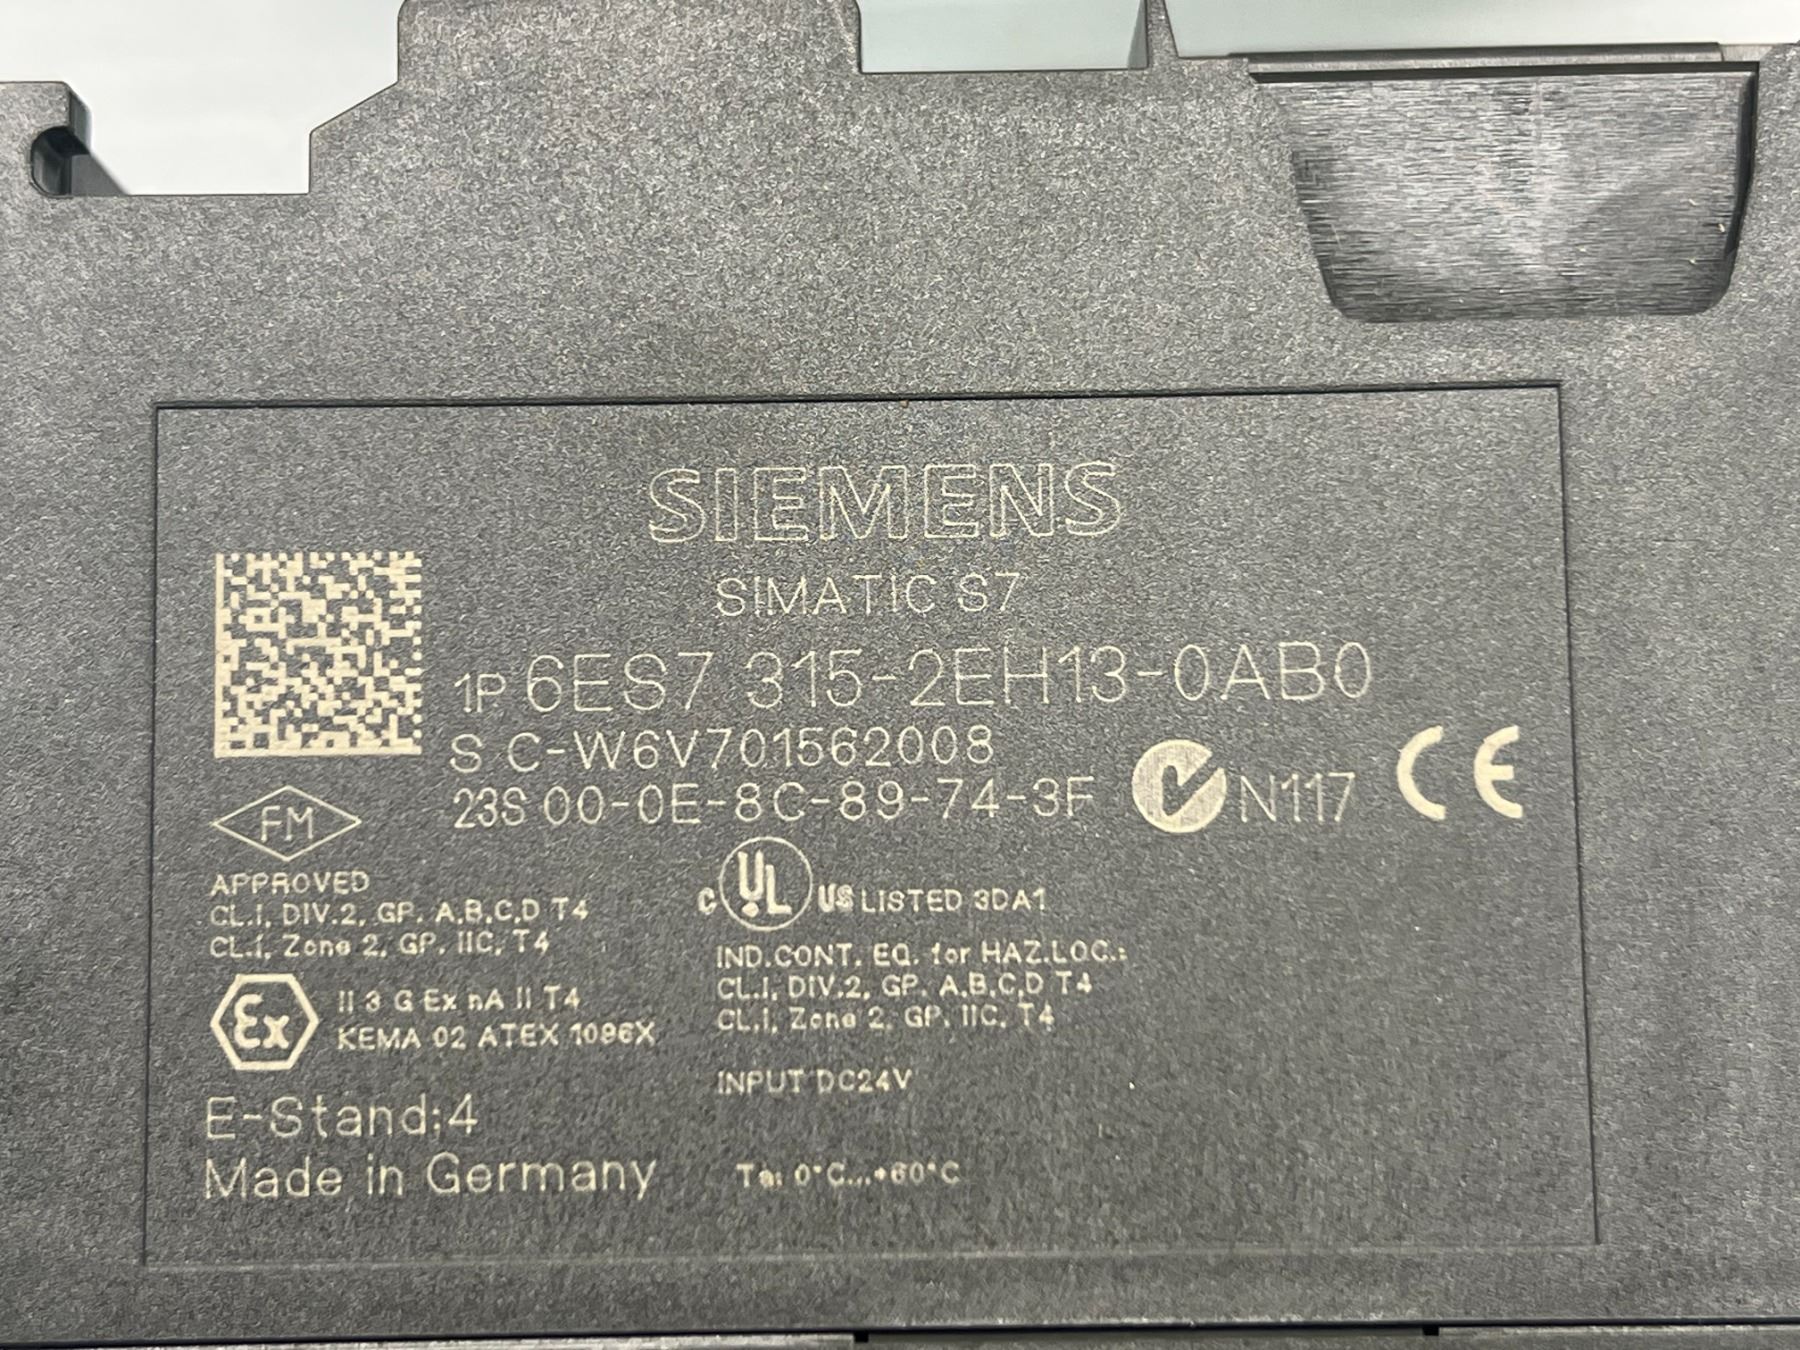 SIEMENS
SIMATIC S7
1P 6ES7 315-2EH13-0AB0
S C-W6V701562008
23S 00-0E-8C-89-74-3F
N117 CE
FM
APPROVED
CL.I, DIV.2, GP. A,B,C,D T4
CL.I, Zone 2, GP. IIC, T4
Ex
II 3 G Ex nA II T4
KEMA 02 ATEX 1096X
E-Stand:4
Made in Germany
C UL US LISTED 3DA1
IND.CONT. EQ. for HAZ.LOC.:
CL.I, DIV.2, GP. A,B,C,D T4
CL.I, Zone 2, GP. IIC, T4
INPUT DC24V
Ta: 0°C...+60°C